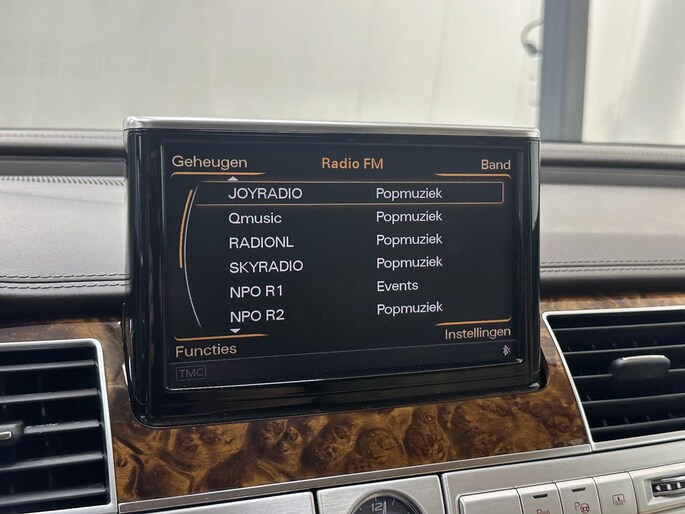 Geheugen Radio FM Band
JOYRADIO Popmuziek
Qmusic Popmuziek
RADIONL Popmuziek
SKYRADIO Popmuziek
NPO R1 Events
NPO R2 Popmuziek
Functies Instellingen
TMC
12